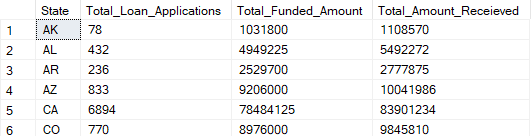 State Total_Loan_Applications Total_Funded_Amount Total_Amount_Receieved
1 AK 78 1031800 1108570
2 AL 432 4949225 5492272
3 AR 236 2529700 2777875
4 AZ 833 9206000 10041986
5 CA 6894 78484125 83901234
6 CO 770 8976000 9845810